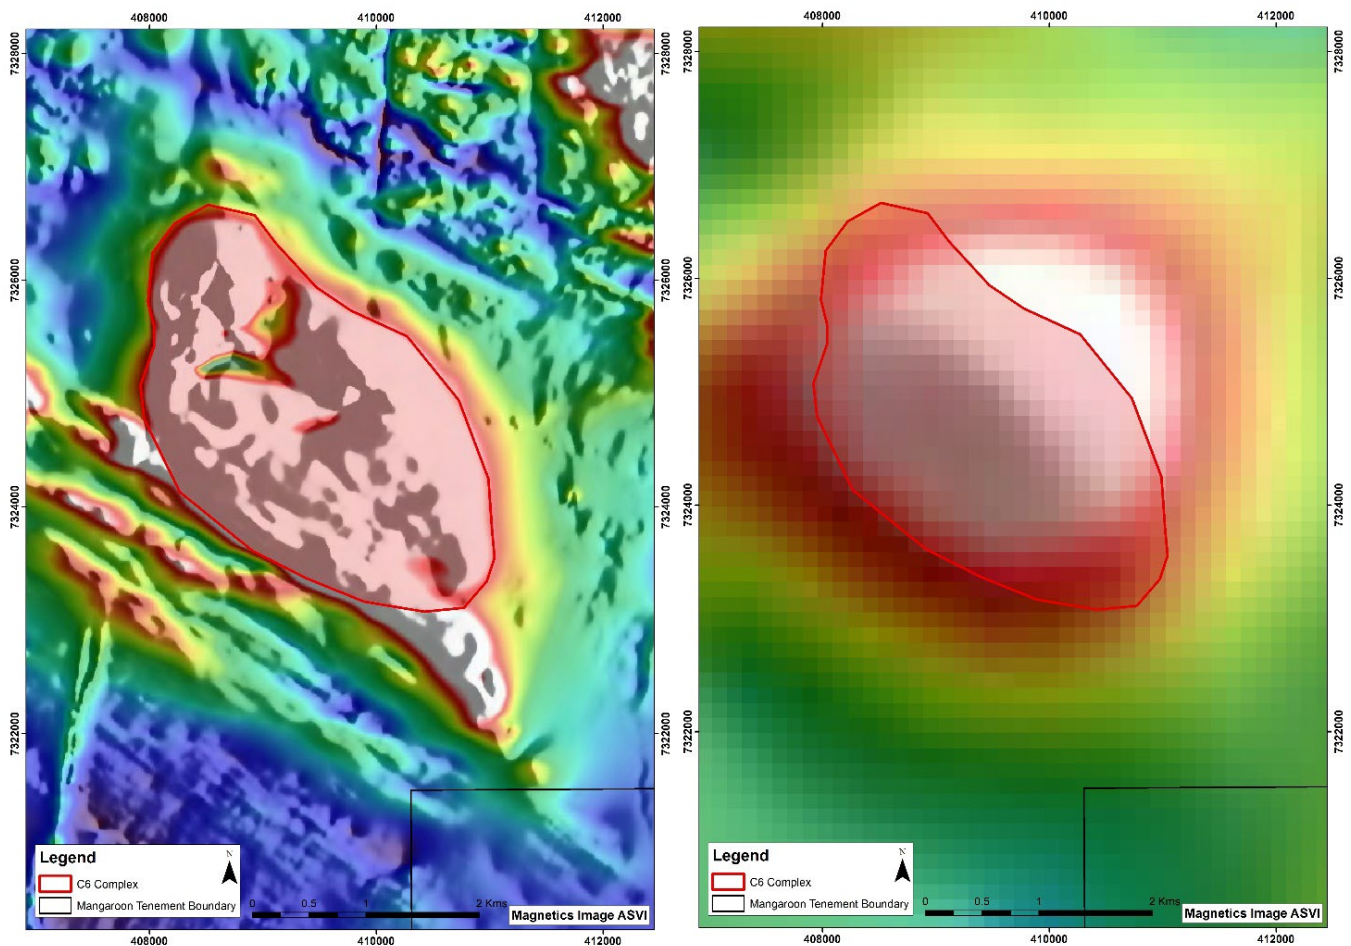 408000 410000 412000
7328000 7328000
7326000 7326000
7324000 7324000
7322000 7322000
Legend
N
C6 Complex
Mangaroon Tenement Boundary
0 0.5 1 2 Kms
Magnetics Image ASVI
408000 410000 412000
408000 410000 412000
7328000 7328000
7326000 7326000
7324000 7324000
7322000 7322000
Legend
N
C6 Complex
Mangaroon Tenement Boundary
0 0.5 1 2 Kms
Magnetics Image ASVI
408000 410000 412000